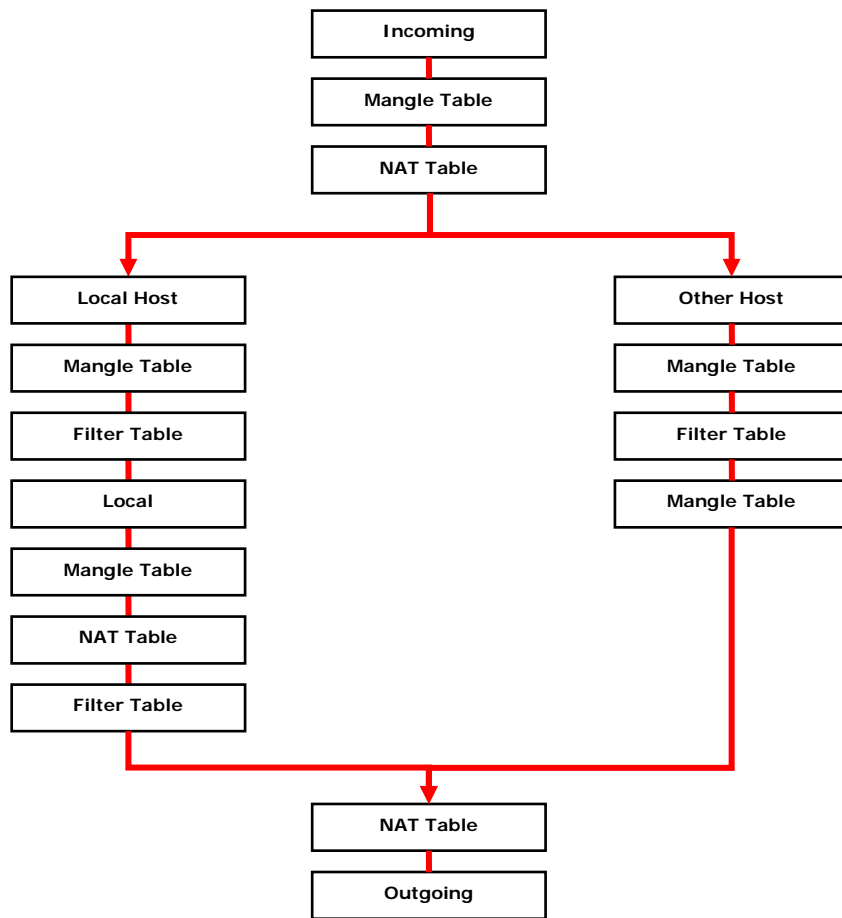 Incoming
Mangle Table
NAT Table
Local Host
Mangle Table
Filter Table
Local
Mangle Table
NAT Table
Filter Table
Other Host
Mangle Table
Filter Table
Mangle Table
NAT Table
Outgoing